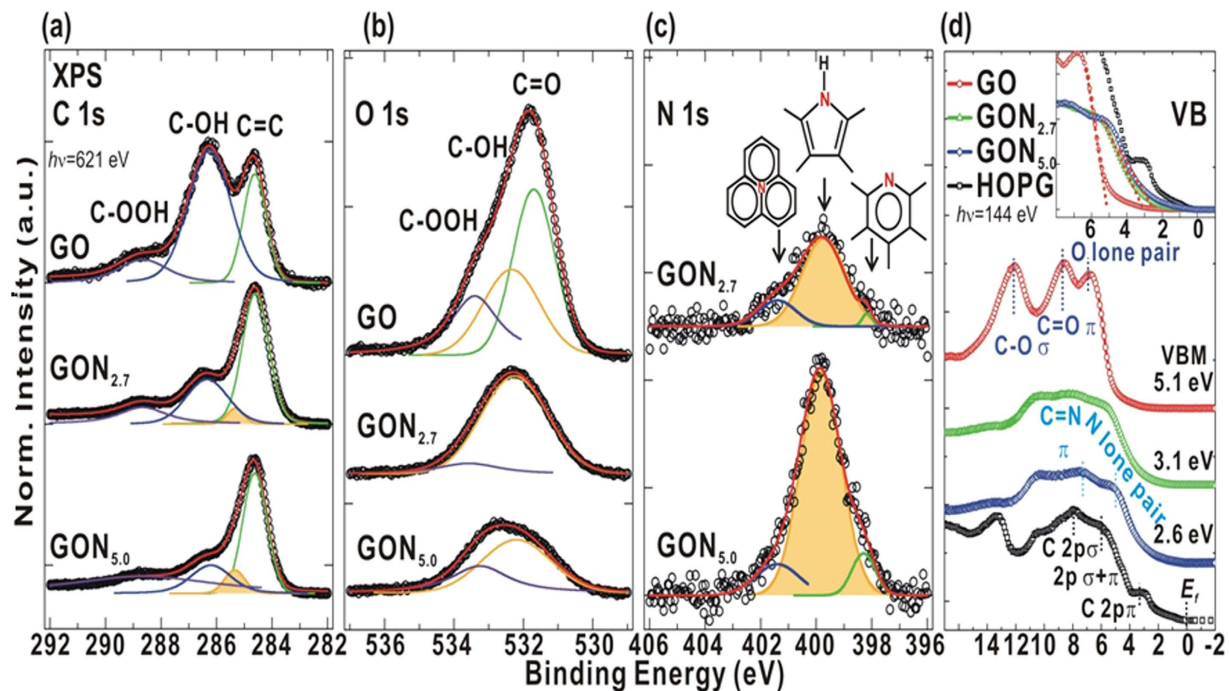 (a)
XPS
C 1s
hν=621 eV
C-OH
C=C
C-OOH
GO
GON2.7
GON5.0
292 290 288 286 284 282
(b)
O 1s
C=O
C-OH
C-OOH
GO
GON2.7
GON5.0
536 534 532 530
(c)
N 1s
H
N
N
N
GON2.7
GON5.0
406 404 402 400 398 396
(d)
GO
GON2.7
GON5.0
HOPG
hν=144 eV
VB
6 4 2 0
O lone pair
C=O π
C-O σ
VBM
5.1 eV
C=N
π
N lone pair
3.1 eV
2.6 eV
C 2pσ
2p σ+π
C 2pπ
Ef
17 14 12 10 8 6 4 2 0 -2
Norm. Intensity (a.u.)
Binding Energy (eV)